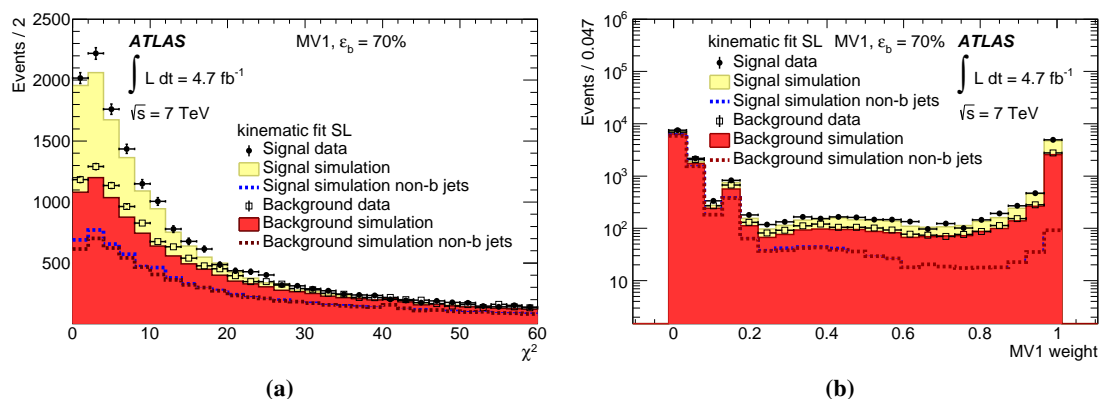 Events / 2
2500
2000
1500
1000
500
ATLAS
MV1, ε_b = 70%
∫ L dt = 4.7 fb⁻¹
√s = 7 TeV
kinematic fit SL
Signal data
Signal simulation
Signal simulation non-b jets
Background data
Background simulation
Background simulation non-b jets
0 10 20 30 40 50 60
χ²
(a)
Events / 0.047
10⁶
10⁵
10⁴
10³
10²
10
1
kinematic fit SL MV1, ε_b = 70% ATLAS
Signal data
Signal simulation
Signal simulation non-b jets
Background data
Background simulation
Background simulation non-b jets
∫ L dt = 4.7 fb⁻¹
√s = 7 TeV
0 0.2 0.4 0.6 0.8 1
MV1 weight
(b)